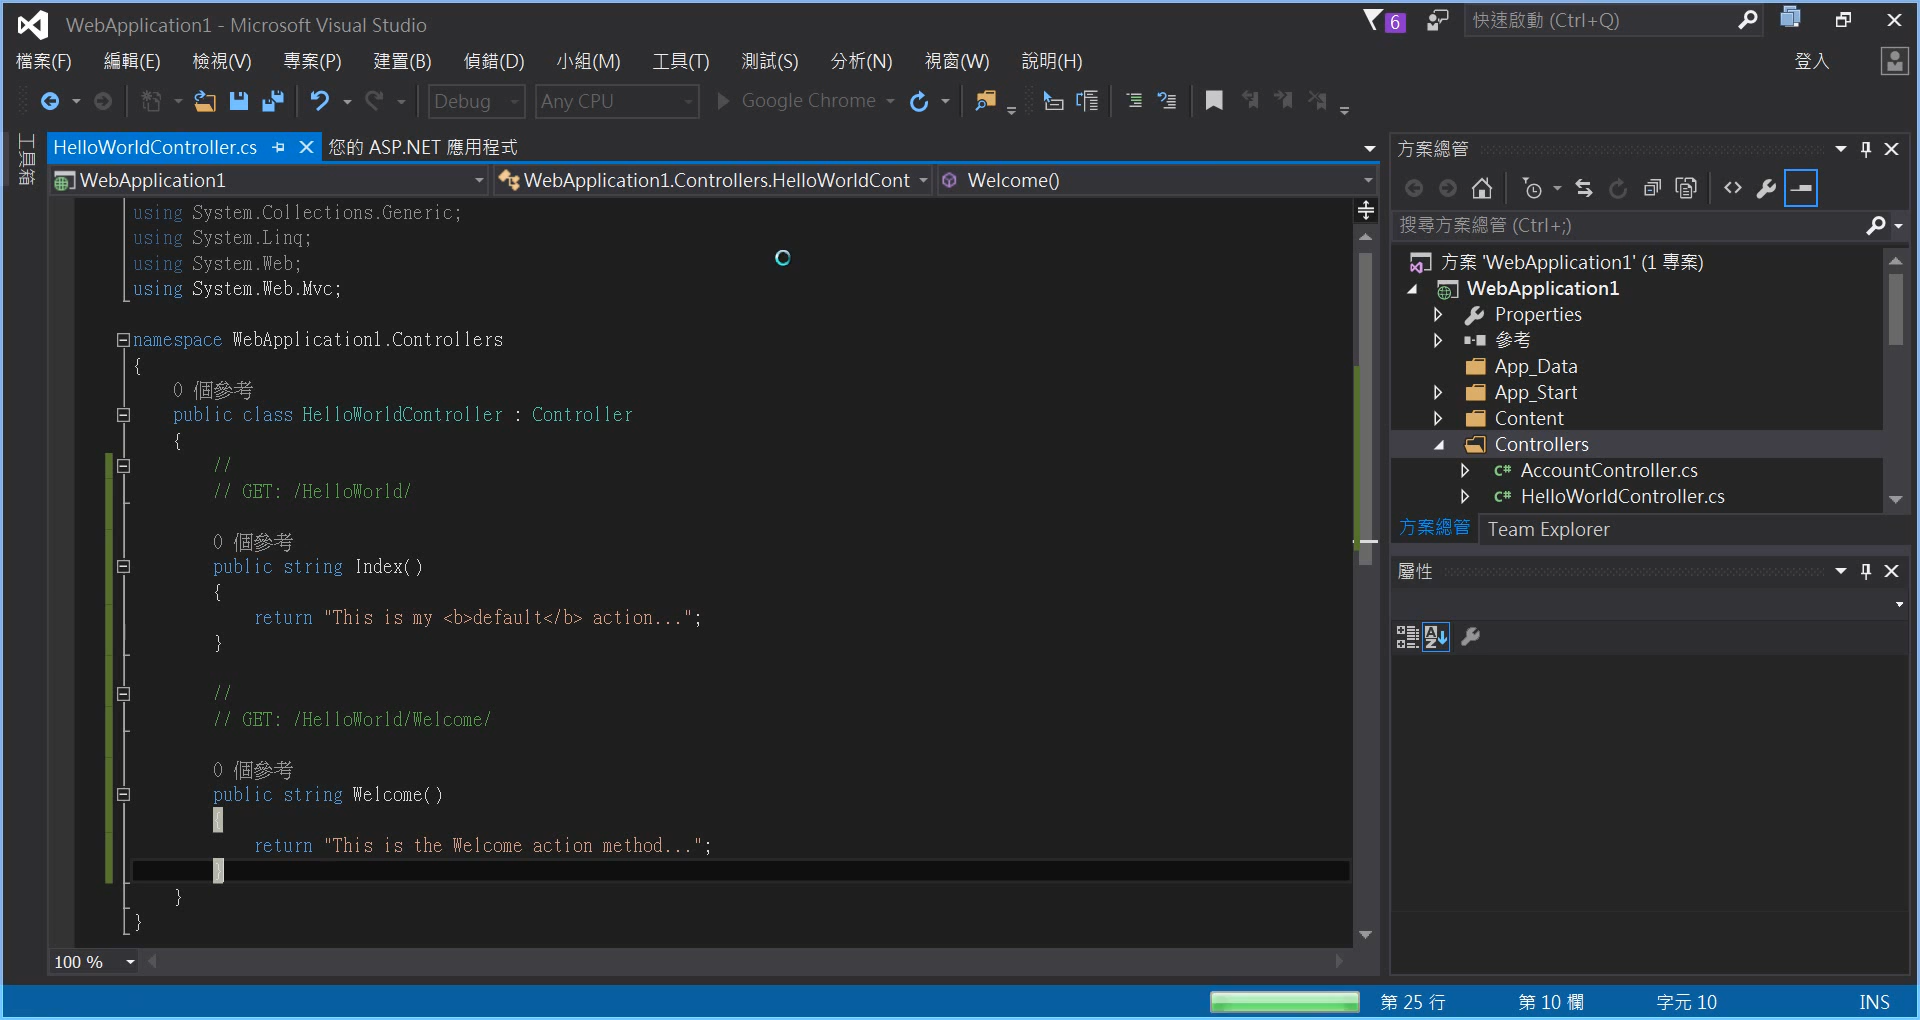 WebApplication1 - Microsoft Visual Studio
6
快速啟動 (Ctrl+Q)
檔案(F) 編輯(E) 檢視(V) 專案(P) 建置(B) 偵錯(D) 小組(M) 工具(T) 測試(S) 分析(N) 視窗(W) 說明(H)
登入
Debug Any CPU Google Chrome
工具箱
HelloWorldController.cs 您的 ASP.NET 應用程式
WebApplication1 WebApplication1.Controllers.HelloWorldCont Welcome()
using System.Collections.Generic;
using System.Linq;
using System.Web;
using System.Web.Mvc;
namespace WebApplication1.Controllers
{
0 個參考
public class HelloWorldController : Controller
{
//
// GET: /HelloWorld/
0 個參考
public string Index()
{
return "This is my <b>default</b> action...";
}
//
// GET: /HelloWorld/Welcome/
0 個參考
public string Welcome()
{
return "This is the Welcome action method...";
}
}
}
100 %
方案總管
搜尋方案總管 (Ctrl+;)
方案 'WebApplication1' (1 專案)
WebApplication1
Properties
參考
App_Data
App_Start
Content
Controllers
C# AccountController.cs
C# HelloWorldController.cs
方案總管 Team Explorer
屬性
第 25 行 第 10 欄 字元 10 INS